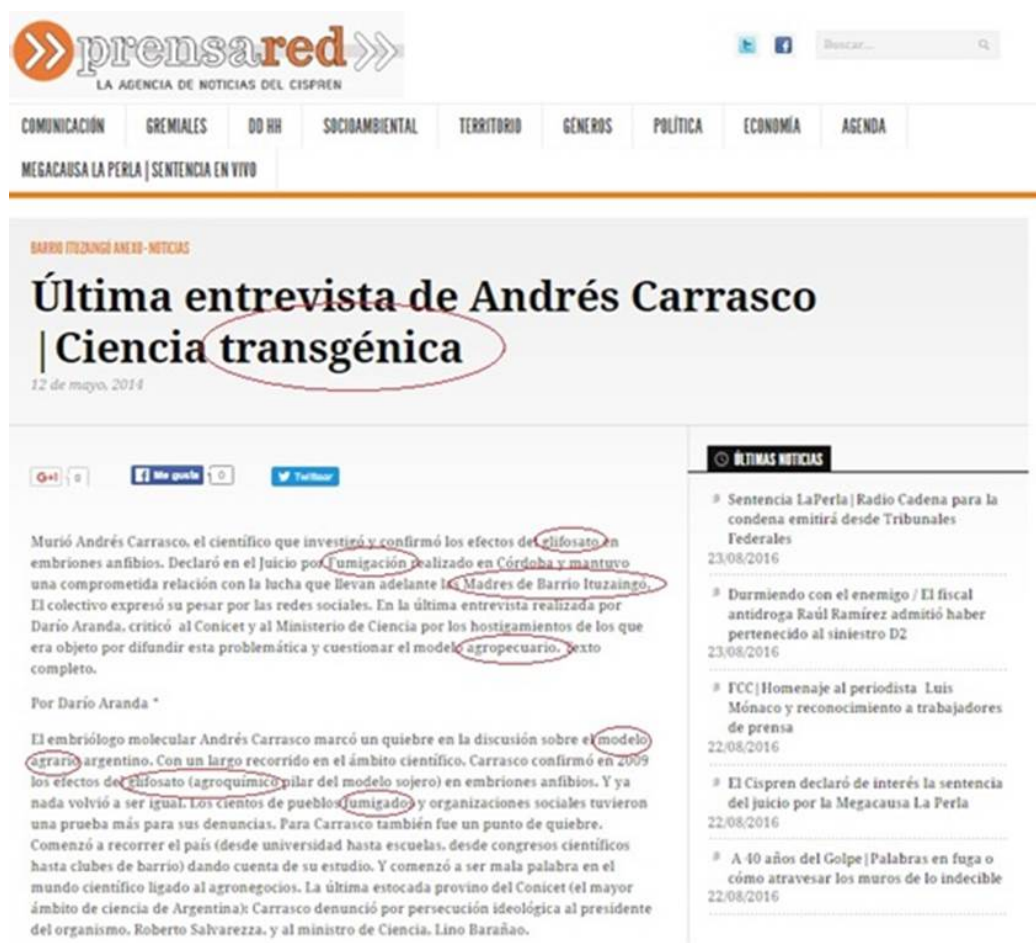 prensared
LA AGENCIA DE NOTICIAS DEL CISPREN
Buscar...
COMUNICACIÓN GREMIALES DD HH SOCIOAMBIENTAL TERRITORIO GÉNEROS POLÍTICA ECONOMÍA AGENDA
MEGACAUSA LA PERLA | SENTENCIA EN VIVO
BARRIO ITUZAINGÓ ANEXO - NOTICIAS
Última entrevista de Andrés Carrasco
|Ciencia transgénica
12 de mayo, 2014
G+1 0 Me gusta 0 Twittear
Murió Andrés Carrasco, el científico que investigó y confirmó los efectos del glifosato en
embriones anfibios. Declaró en el Juicio por Fumigación realizado en Córdoba y mantuvo
una comprometida relación con la lucha que llevan adelante las Madres de Barrio Ituzaingó.
El colectivo expresó su pesar por las redes sociales. En la última entrevista realizada por
Darío Aranda, criticó al Conicet y al Ministerio de Ciencia por los hostigamientos de los que
era objeto por difundir esta problemática y cuestionar el modelo agropecuario. Texto
completo.
Por Darío Aranda *
El embriólogo molecular Andrés Carrasco marcó un quiebre en la discusión sobre el modelo
agrario argentino. Con un largo recorrido en el ámbito científico, Carrasco confirmó en 2009
los efectos del glifosato (agroquímico pilar del modelo sojero) en embriones anfibios. Y ya
nada volvió a ser igual. Los cientos de pueblos fumigados y organizaciones sociales tuvieron
una prueba más para sus denuncias. Para Carrasco también fue un punto de quiebre.
Comenzó a recorrer el país (desde universidad hasta escuelas, desde congresos científicos
hasta clubes de barrio) dando cuenta de su estudio. Y comenzó a ser mala palabra en el
mundo científico ligado al agronegocios. La última estocada provino del Conicet (el mayor
ámbito de ciencia de Argentina): Carrasco denunció por persecución ideológica al presidente
del organismo, Roberto Salvarezza, y al ministro de Ciencia, Lino Barañao.
ÚLTIMAS NOTICIAS
Sentencia LaPerla|Radio Cadena para la
condena emitirá desde Tribunales
Federales
23/08/2016
Durmiendo con el enemigo / El fiscal
antidroga Raúl Ramírez admitió haber
pertenecido al siniestro D2
23/08/2016
FCC|Homenaje al periodista Luis
Mónaco y reconocimiento a trabajadores
de prensa
22/08/2016
El Cispren declaró de interés la sentencia
del juicio por la Megacausa La Perla
22/08/2016
A 40 años del Golpe|Palabras en fuga o
cómo atravesar los muros de lo indecible
22/08/2016